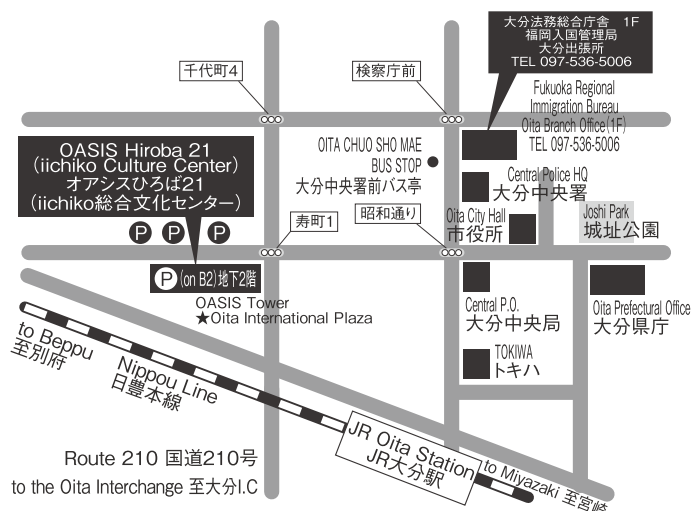 大分法務総合庁舎 1F
福岡入国管理局
大分出張所
TEL 097-536-5006
千代町4
検察庁前
Fukuoka Regional
Immigration Bureau
Oita Branch Office(1F)
TEL 097-536-5006
OASIS Hiroba 21
(iichiko Culture Center)
オアシスひろば21
(iichiko総合文化センター)
OITA CHUO SHO MAE
BUS STOP
大分中央署前バス亭
Central Police HQ
大分中央署
P P P
寿町1
昭和通り
Oita City Hall
市役所
Joshi Park
城址公園
P (on B2)地下2階
OASIS Tower
★Oita International Plaza
Central P.O.
大分中央局
Oita Prefectural Office
大分県庁
to Beppu
至別府
Nippou Line
日豊本線
TOKIWA
トキハ
JR Oita Station
JR大分駅
to Miyazaki 至宮崎
Route 210 国道210号
to the Oita Interchange 至大分I.C